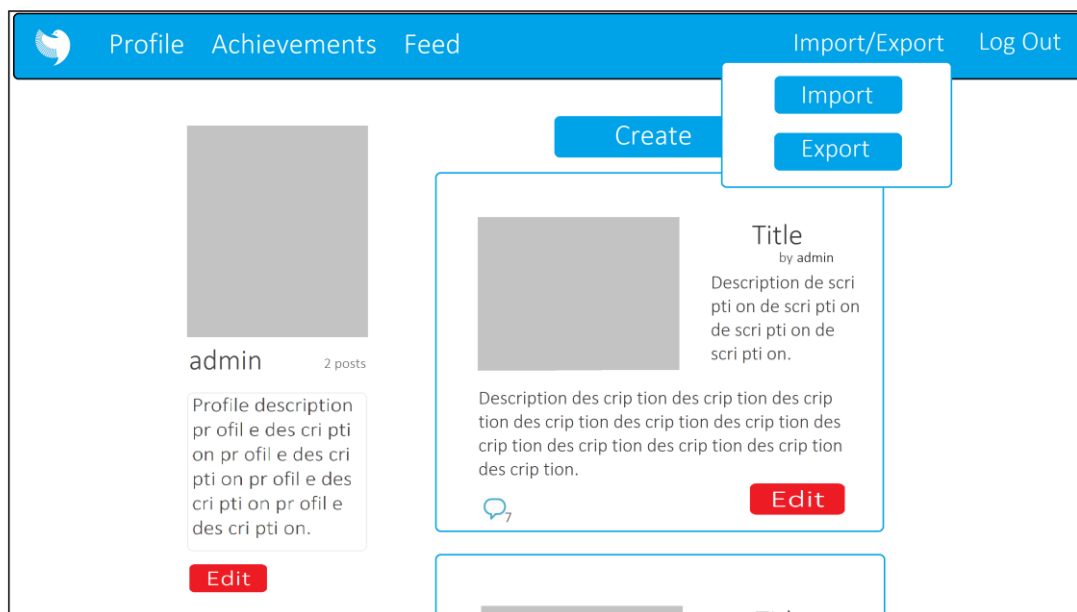 Profile Achievements Feed Import/Export Log Out
Import
Export
Create
admin 2 posts
Profile description
pr ofil e des cri pti
on pr ofil e des cri
pti on pr ofil e des
cri pti on pr ofil e
des cri pti on.
Edit
Title
by admin
Description de scri
pti on de scri pti on
de scri pti on de
scri pti on.
Description des crip tion des crip tion des crip
tion des crip tion des crip tion des crip tion des
crip tion des crip tion des crip tion des crip tion
des crip tion.
7
Edit